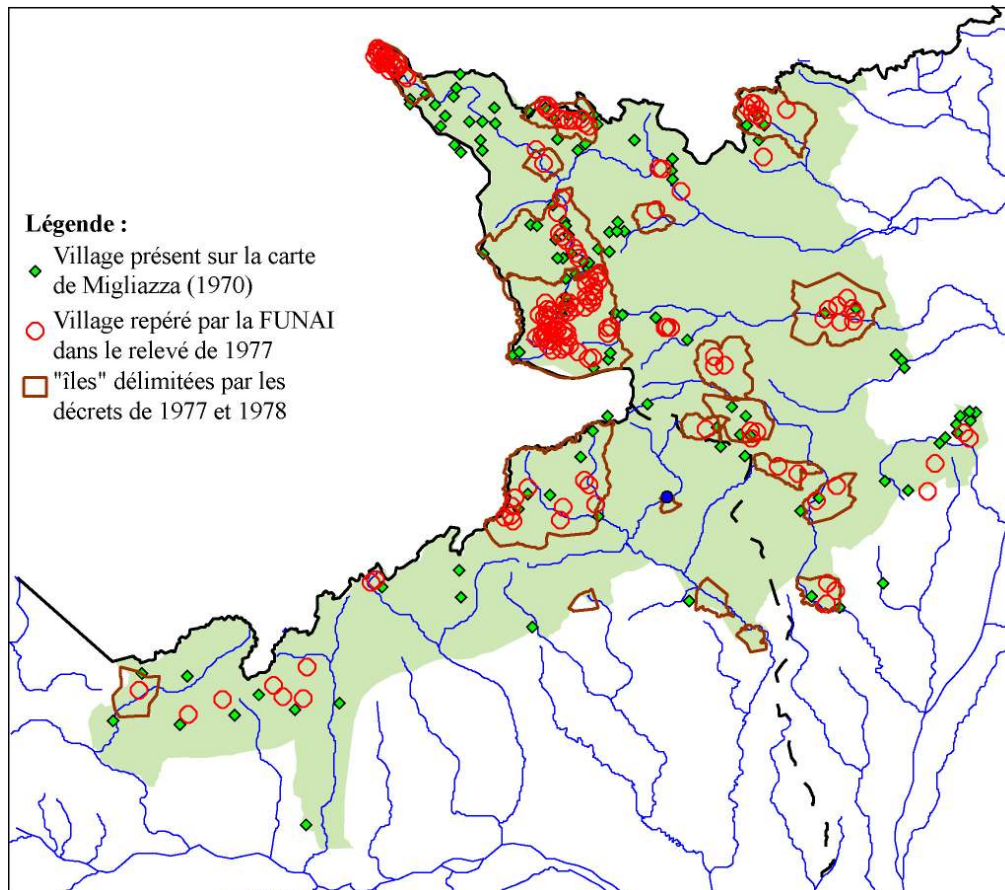 Légende :
Village présent sur la carte
de Migliazza (1970)
Village repéré par la FUNAI
dans le relevé de 1977
"îles" délimitées par les
décrets de 1977 et 1978